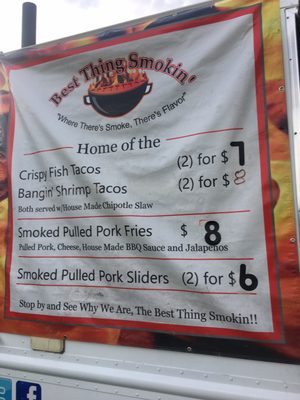 Best Thing Smokin'
"Where There's Smoke, There's Flavor"
Home of the
Crispy Fish Tacos (2) for $7
Bangin' Shrimp Tacos (2) for $8
Both served w/House Made Chipotle Slaw
Smoked Pulled Pork Fries $ 8
Pulled Pork, Cheese, House Made BBQ Sauce and Jalapeños
Smoked Pulled Pork Sliders (2) for $6
Stop by and See Why We Are, The Best Thing Smokin!!
f